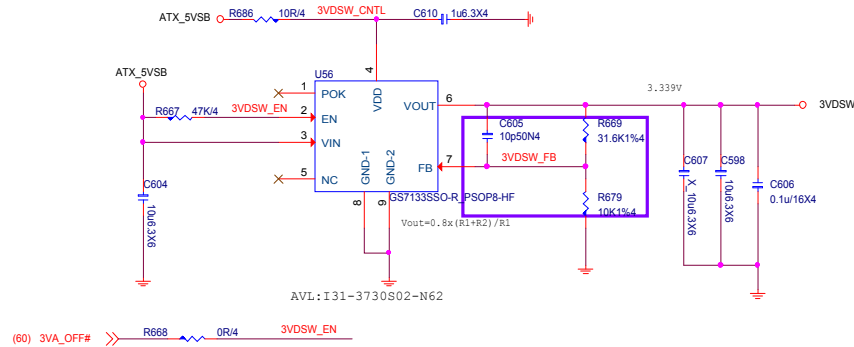 ATX_5VSB R686 10R/4 3VDSW_CNTL C610 1u6.3X4
ATX_5VSB
U56
4
VDD
1 POK
VOUT 6
3.339V
3VDSW
R667 47K/4 3VDSW_EN 2 EN
3 VIN
C605
10p50N4
R669
31.6K1%4
3VDSW_FB
FB 7
5 NC
GND-1
GND-2
8
9
GS7133SSO-R_PSOP8-HF
C604
10u6.3X6
R679
10K1%4
C607
X_10u6.3X6
C598
10u6.3X6
C606
0.1u/16X4
Vout=0.8x(R1+R2)/R1
AVL:I31-3730S02-N62
(60) 3VA_OFF# R668 0R/4 3VDSW_EN